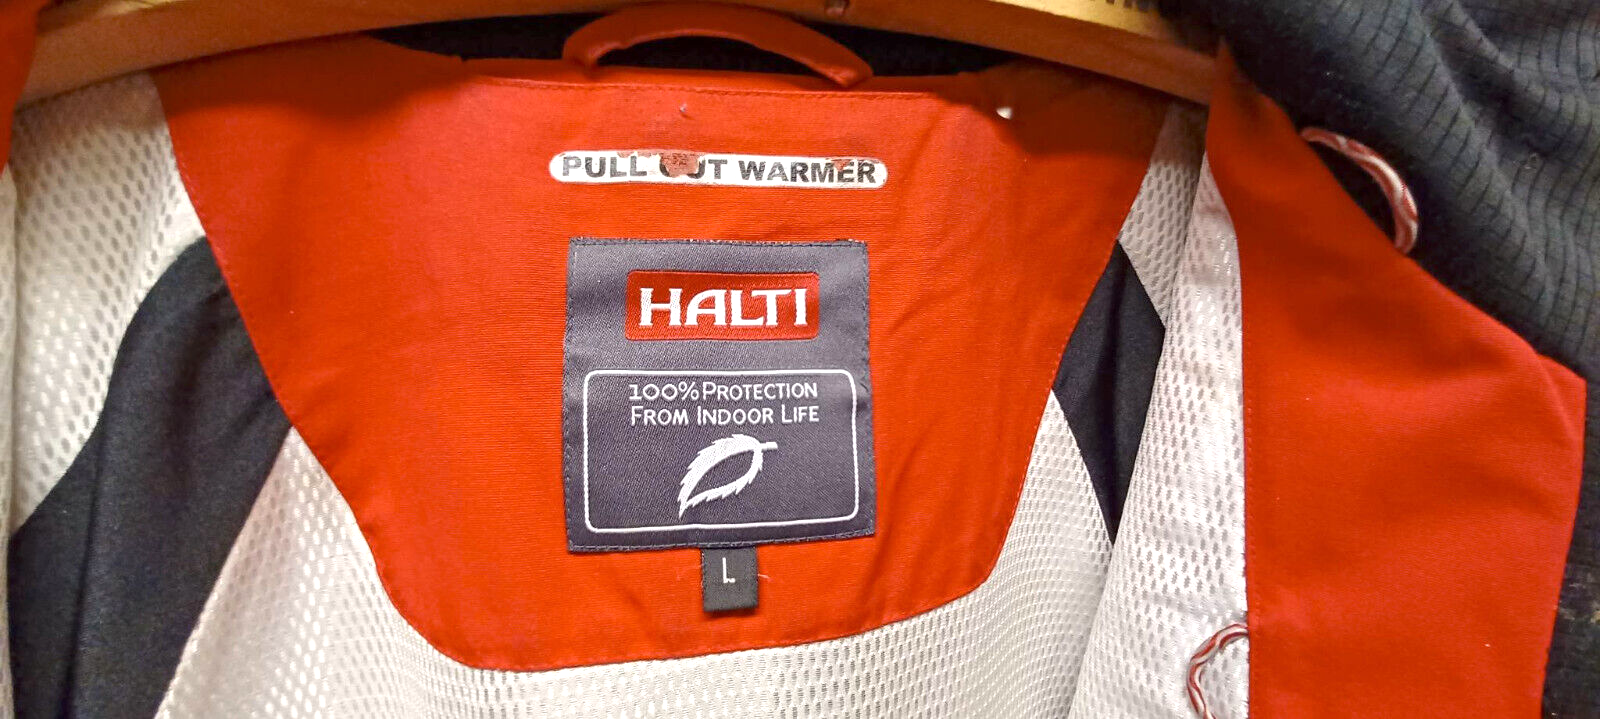 PULL OUT WARMER
HALTI
100% PROTECTION
FROM INDOOR LIFE
L